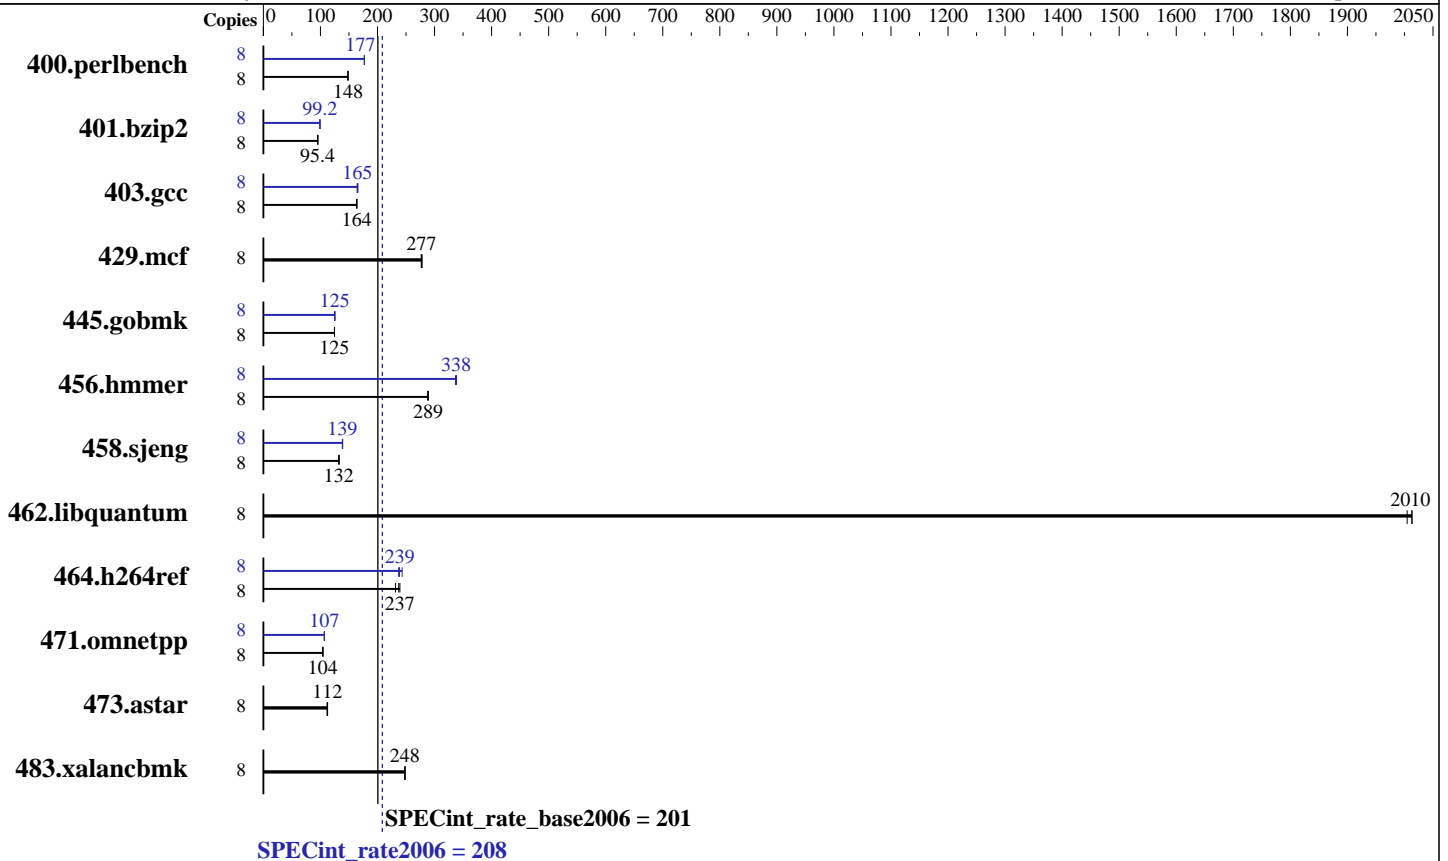 Copies 0 100 200 300 400 500 600 700 800 900 1000 1100 1200 1300 1400 1500 1600 1700 1800 1900 2050
400.perlbench 8 177
8 148
401.bzip2 8 99.2
8 95.4
403.gcc 8 165
8 164
429.mcf 8 277
445.gobmk 8 125
8 125
456.hmmer 8 338
8 289
458.sjeng 8 139
8 132
462.libquantum 8 2010
464.h264ref 8 239
8 237
471.omnetpp 8 107
8 104
473.astar 8 112
483.xalancbmk 8 248
SPECint_rate_base2006 = 201
SPECint_rate2006 = 208